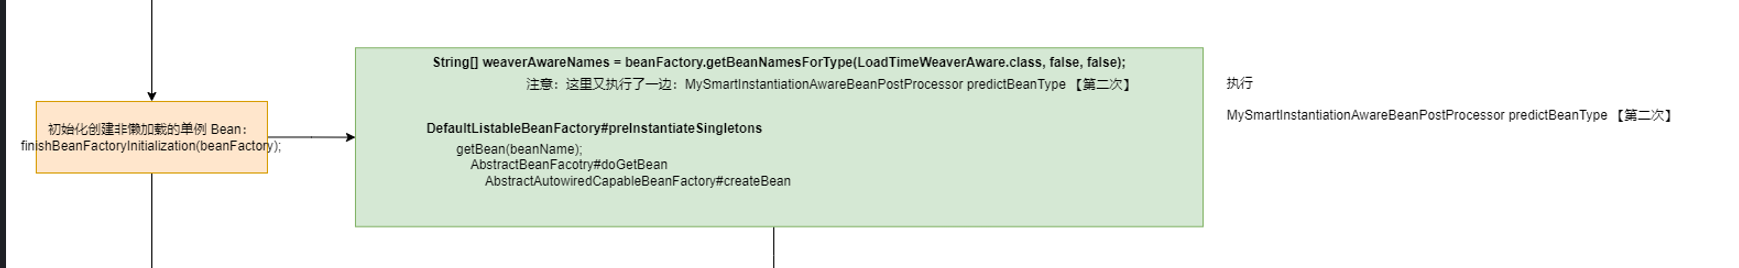 初始化创建非懒加载的单例 Bean：
finishBeanFactoryInitialization(beanFactory);
String[] weaverAwareNames = beanFactory.getBeanNamesForType(LoadTimeWeaverAware.class, false, false);
注意：这里又执行了一边：MySmartInstantiationAwareBeanPostProcessor predictBeanType 【第二次】
DefaultListableBeanFactory#preInstantiateSingletons
getBean(beanName);
AbstractBeanFacotry#doGetBean
AbstractAutowiredCapableBeanFactory#createBean
执行
MySmartInstantiationAwareBeanPostProcessor predictBeanType 【第二次】